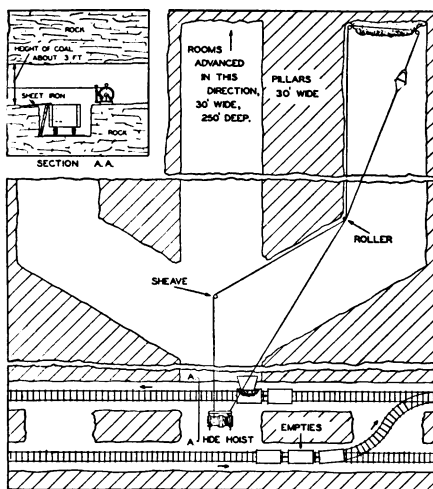 ROCK
HEIGHT OF COAL
ABOUT 3 FT
SHEET IRON
ROCK
SECTION A.A.
ROOMS
ADVANCED
IN THIS
DIRECTION,
30' WIDE,
250' DEEP.
PILLARS
30' WIDE
ROLLER
SHEAVE
A
A
HDE HOIST
EMPTIES